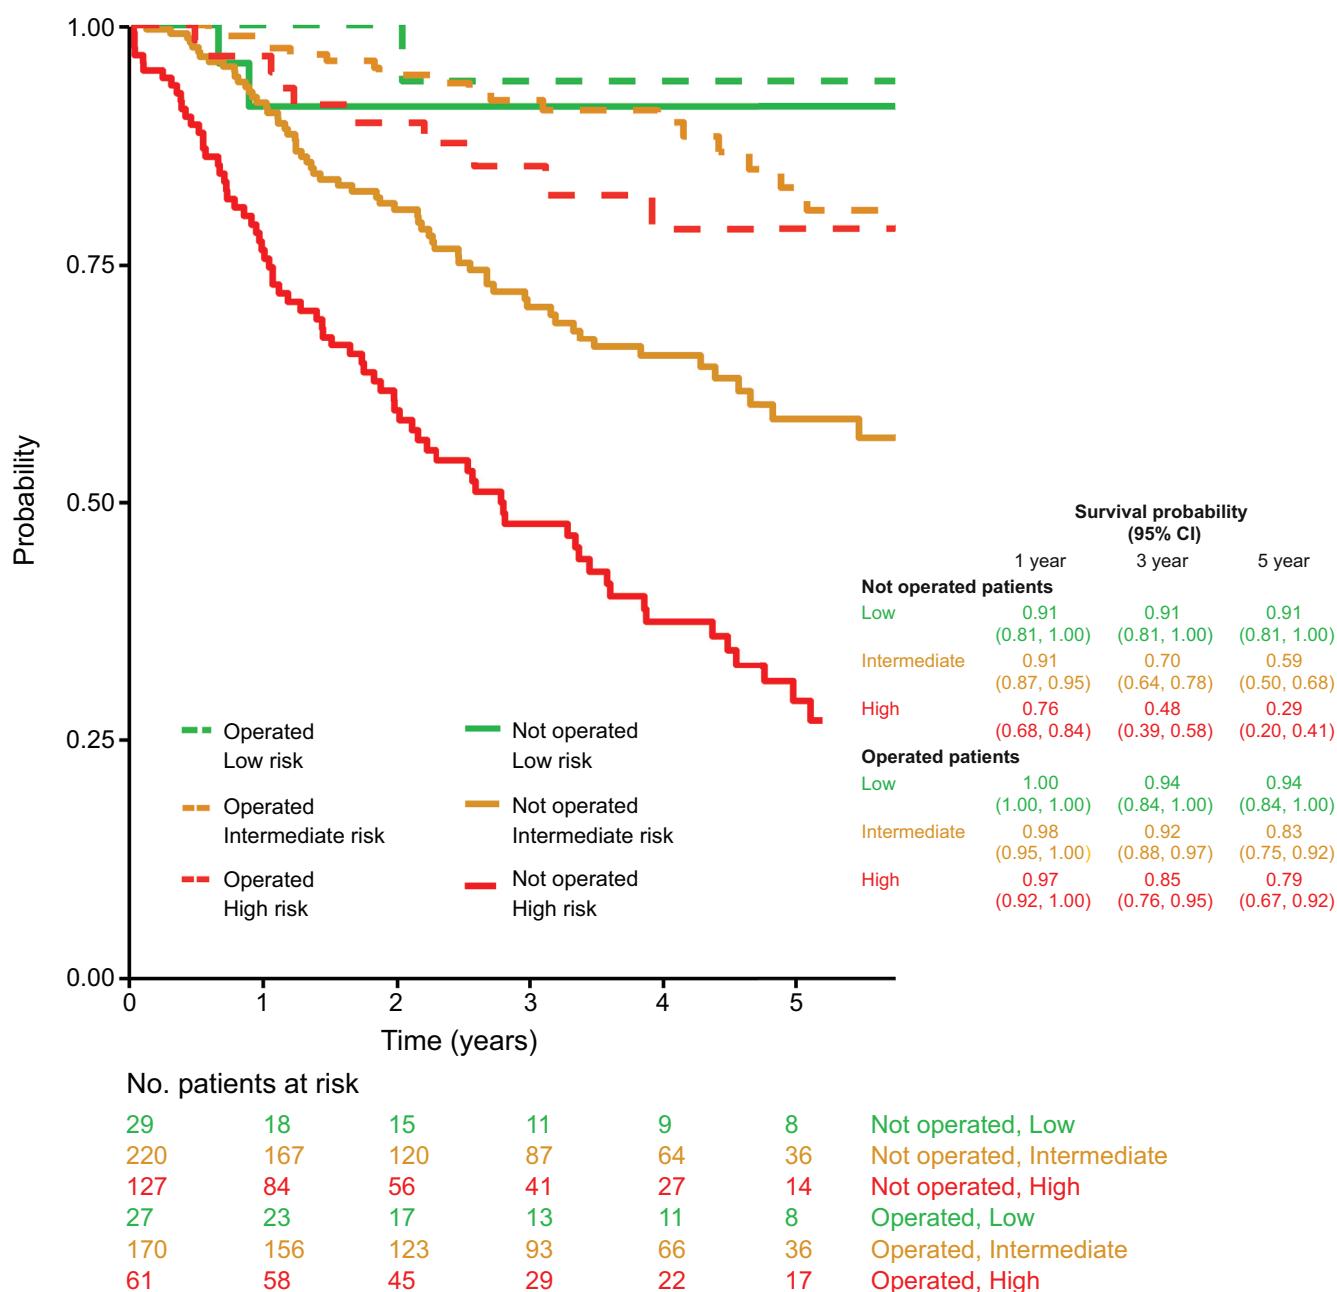 1.00
0.75
0.50
0.25
0.00
Probability
0 1 2 3 4 5
Time (years)
Operated
Low risk
Operated
Intermediate risk
Operated
High risk
Not operated
Low risk
Not operated
Intermediate risk
Not operated
High risk
Survival probability
(95% CI)
1 year 3 year 5 year
Not operated patients
Low 0.91 0.91 0.91
(0.81, 1.00) (0.81, 1.00) (0.81, 1.00)
Intermediate 0.91 0.70 0.59
(0.87, 0.95) (0.64, 0.78) (0.50, 0.68)
High 0.76 0.48 0.29
(0.68, 0.84) (0.39, 0.58) (0.20, 0.41)
Operated patients
Low 1.00 0.94 0.94
(1.00, 1.00) (0.84, 1.00) (0.84, 1.00)
Intermediate 0.98 0.92 0.83
(0.95, 1.00) (0.88, 0.97) (0.75, 0.92)
High 0.97 0.85 0.79
(0.92, 1.00) (0.76, 0.95) (0.67, 0.92)
No. patients at risk
29 18 15 11 9 8 Not operated, Low
220 167 120 87 64 36 Not operated, Intermediate
127 84 56 41 27 14 Not operated, High
27 23 17 13 11 8 Operated, Low
170 156 123 93 66 36 Operated, Intermediate
61 58 45 29 22 17 Operated, High